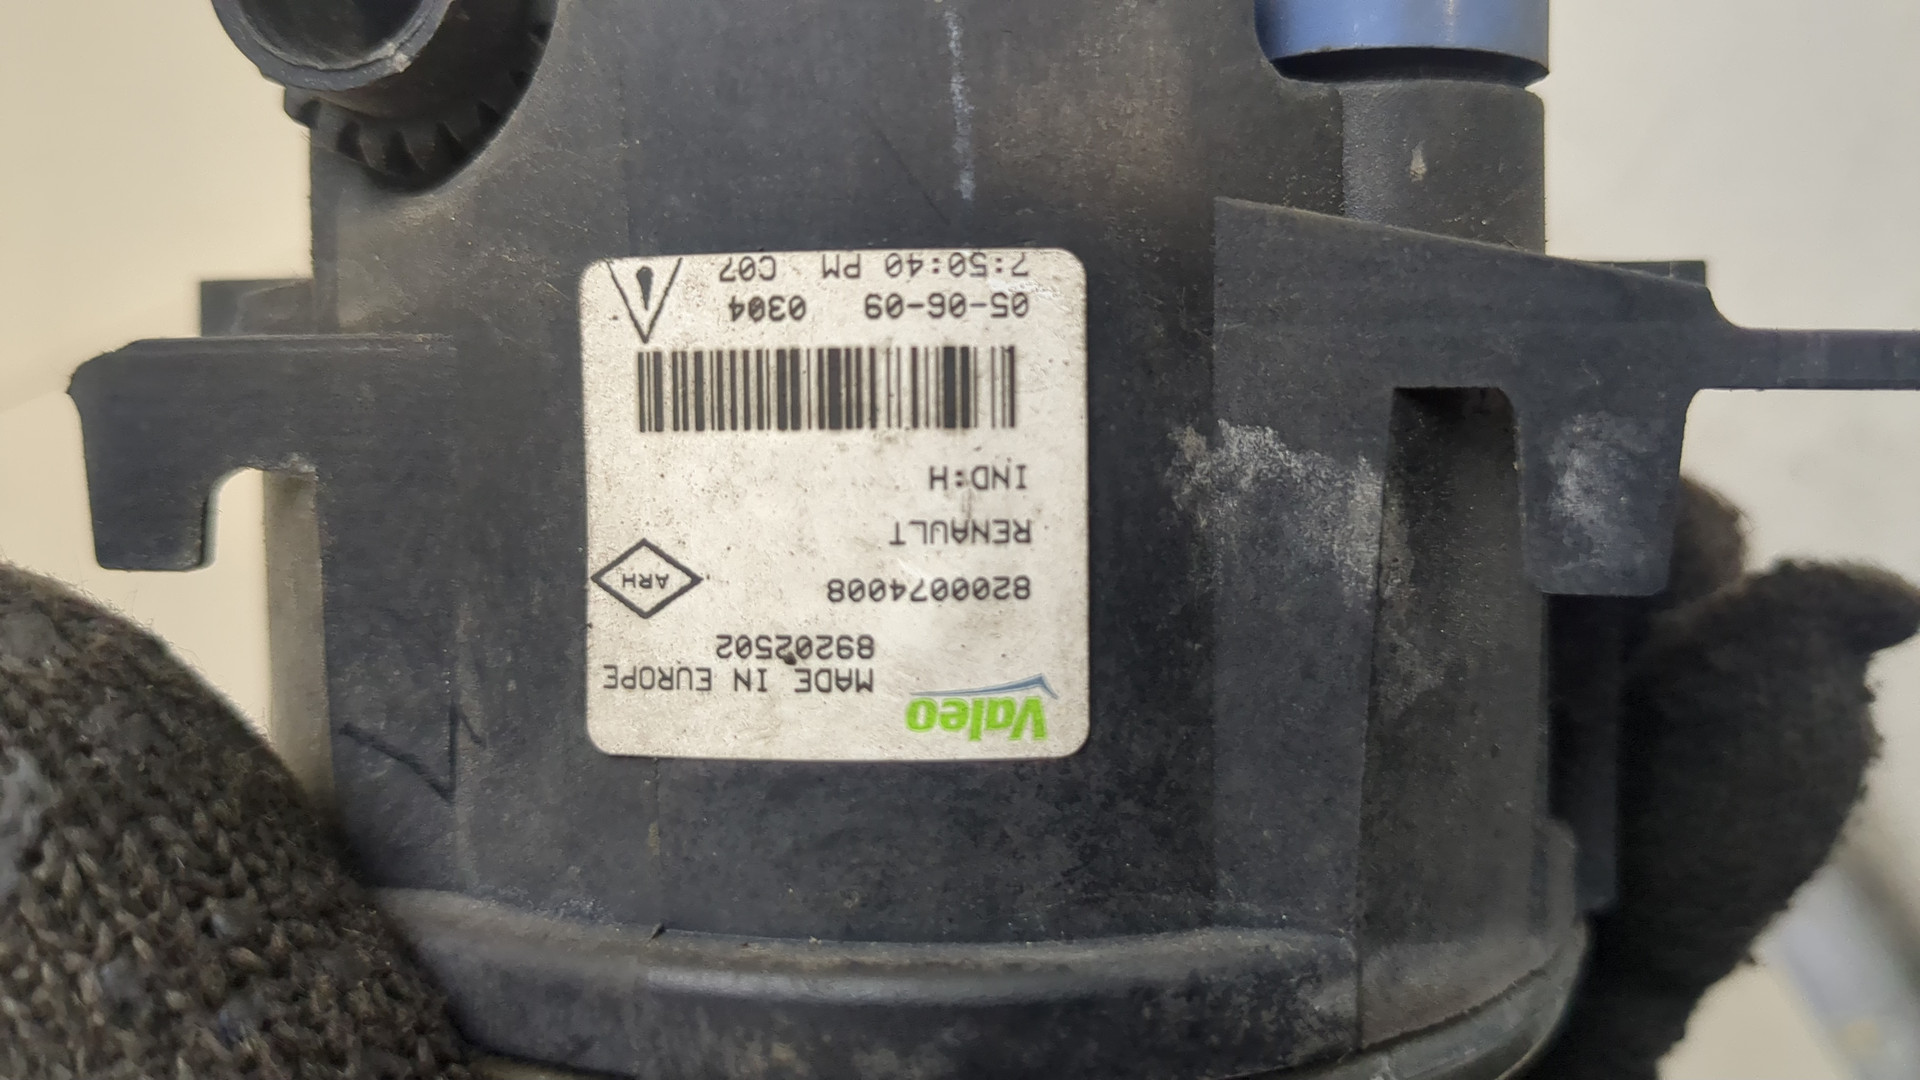 Valeo
MADE IN EUROPE
89202502
8200074008
ARH
RENAULT
IND:H
05-06-09 0304
7:50:40 PM C07